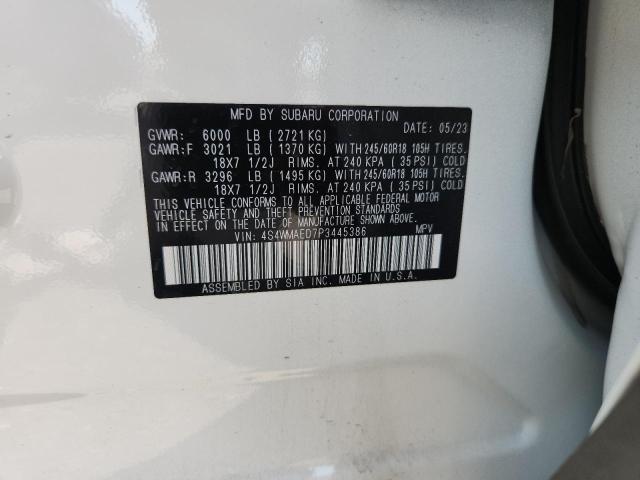 MFD BY SUBARU CORPORATION
DATE: 05/23
GVWR: 6000 LB ( 2721 KG)
GAWR:F 3021 LB ( 1370 KG) WITH 245/60R18 105H TIRES.
18X7 1/2J RIMS. AT 240 KPA ( 35 PSI) COLD
GAWR:R 3296 LB ( 1495 KG) WITH 245/60R18 105H TIRES.
18X7 1/2J RIMS. AT 240 KPA ( 35 PSI) COLD
THIS VEHICLE CONFORMS TO ALL APPLICABLE FEDERAL MOTOR
VEHICLE SAFETY AND THEFT PREVENTION STANDARDS
IN EFFECT ON THE DATE OF MANUFACTURE SHOWN ABOVE.
VIN: 4S4WMAED7P3445386 MPV
ASSEMBLED BY SIA INC. MADE IN U.S.A.